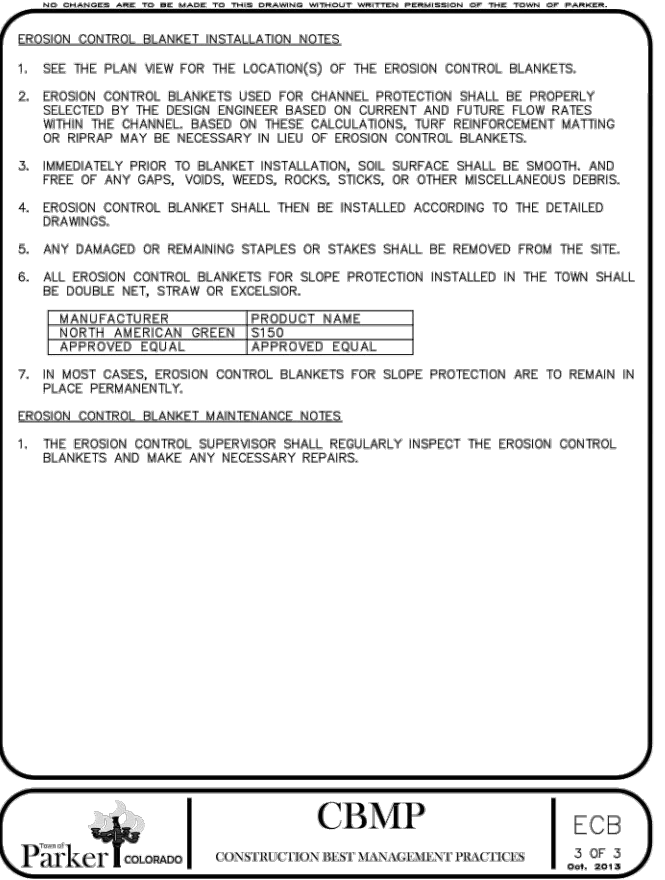 NO CHANGES ARE TO BE MADE TO THIS DRAWING WITHOUT WRITTEN PERMISSION OF THE TOWN OF PARKER.
EROSION CONTROL BLANKET INSTALLATION NOTES
1. SEE THE PLAN VIEW FOR THE LOCATION(S) OF THE EROSION CONTROL BLANKETS.
2. EROSION CONTROL BLANKETS USED FOR CHANNEL PROTECTION SHALL BE PROPERLY
SELECTED BY THE DESIGN ENGINEER BASED ON CURRENT AND FUTURE FLOW RATES
WITHIN THE CHANNEL. BASED ON THESE CALCULATIONS, TURF REINFORCEMENT MATTING
OR RIPRAP MAY BE NECESSARY IN LIEU OF EROSION CONTROL BLANKETS.
3. IMMEDIATELY PRIOR TO BLANKET INSTALLATION, SOIL SURFACE SHALL BE SMOOTH. AND
FREE OF ANY GAPS, VOIDS, WEEDS, ROCKS, STICKS, OR OTHER MISCELLANEOUS DEBRIS.
4. EROSION CONTROL BLANKET SHALL THEN BE INSTALLED ACCORDING TO THE DETAILED
DRAWINGS.
5. ANY DAMAGED OR REMAINING STAPLES OR STAKES SHALL BE REMOVED FROM THE SITE.
6. ALL EROSION CONTROL BLANKETS FOR SLOPE PROTECTION INSTALLED IN THE TOWN SHALL
BE DOUBLE NET, STRAW OR EXCELSIOR.
MANUFACTURER PRODUCT NAME
NORTH AMERICAN GREEN S150
APPROVED EQUAL APPROVED EQUAL
7. IN MOST CASES, EROSION CONTROL BLANKETS FOR SLOPE PROTECTION ARE TO REMAIN IN
PLACE PERMANENTLY.
EROSION CONTROL BLANKET MAINTENANCE NOTES
1. THE EROSION CONTROL SUPERVISOR SHALL REGULARLY INSPECT THE EROSION CONTROL
BLANKETS AND MAKE ANY NECESSARY REPAIRS.
Town of
Parker COLORADO
CBMP
CONSTRUCTION BEST MANAGEMENT PRACTICES
ECB
3 OF 3
Oct. 2013